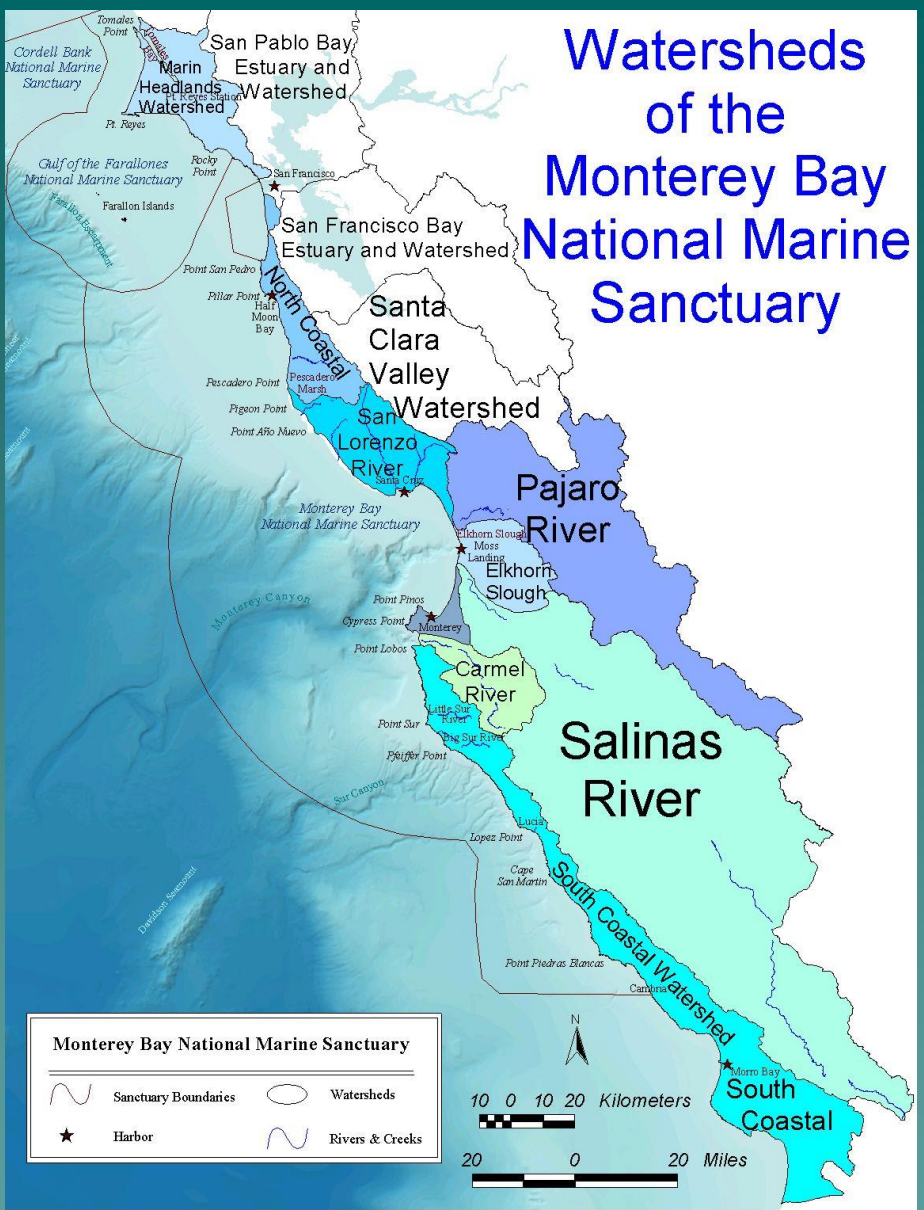 Watersheds
of the
Monterey Bay
National Marine
Sanctuary
Tomales
Point
Tomales
Bay
Cordell Bank
National Marine
Sanctuary
San Pablo Bay
Estuary and
Watershed
Marin
Headlands
Watershed
Pt. Reyes Station
Pt. Reyes
Rocky
Point
Gulf of the Farallones
National Marine Sanctuary
San Francisco
Farallon Islands
Farallon Escarpment
San Francisco Bay
Estuary and Watershed
Point San Pedro
North Coastal
Pillar Point
Half
Moon
Bay
Santa
Clara
Valley
Watershed
Pescadero Point
Pescadero
Marsh
Pigeon Point
Point Año Nuevo
San
Lorenzo
River
Santa Cruz
Pajaro
River
Monterey Bay
National Marine Sanctuary
Elkhorn Slough
Moss
Landing
Elkhorn
Slough
Monterey Canyon
Point Pinos
Cypress Point
Monterey
Point Lobos
Carmel
River
Little Sur
River
Point Sur
Big Sur River
Pfeiffer Point
Salinas
River
Sur Canyon
Lucia
Lopez Point
Cape
San Martin
South Coastal Watershed
Davidson Seamount
Point Piedras Blancas
Cambria
Morro Bay
South
Coastal
Monterey Bay National Marine Sanctuary
Sanctuary Boundaries
Watersheds
Harbor
Rivers & Creeks
N
10 0 10 20 Kilometers
20 0 20 Miles